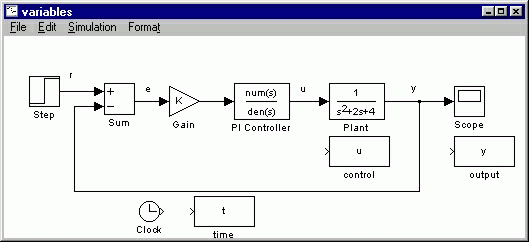 variables
File Edit Simulation Format
r e u y
+
−
K
num(s)
den(s)
1
s²+2s+4
Step Sum Gain PI Controller Plant Scope
u
y
control
output
t
Clock
time